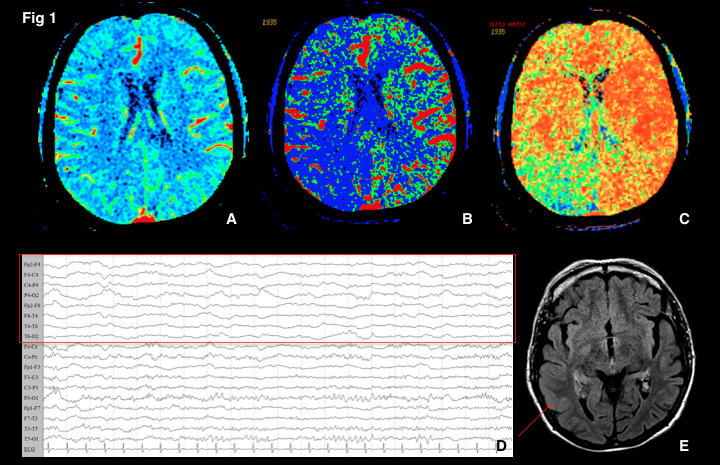 Fig 1
1935
1935
A
B
C
Fp2-F4
F4-C4
C4-P4
P4-O2
Fp2-F8
F8-T4
T4-T6
T6-O2
Fz-Cz
Cz-Pz
Fp1-F3
F3-C3
C3-P3
P3-O1
Fp1-F7
F7-T3
T3-T5
T5-O1
ECG
D
E